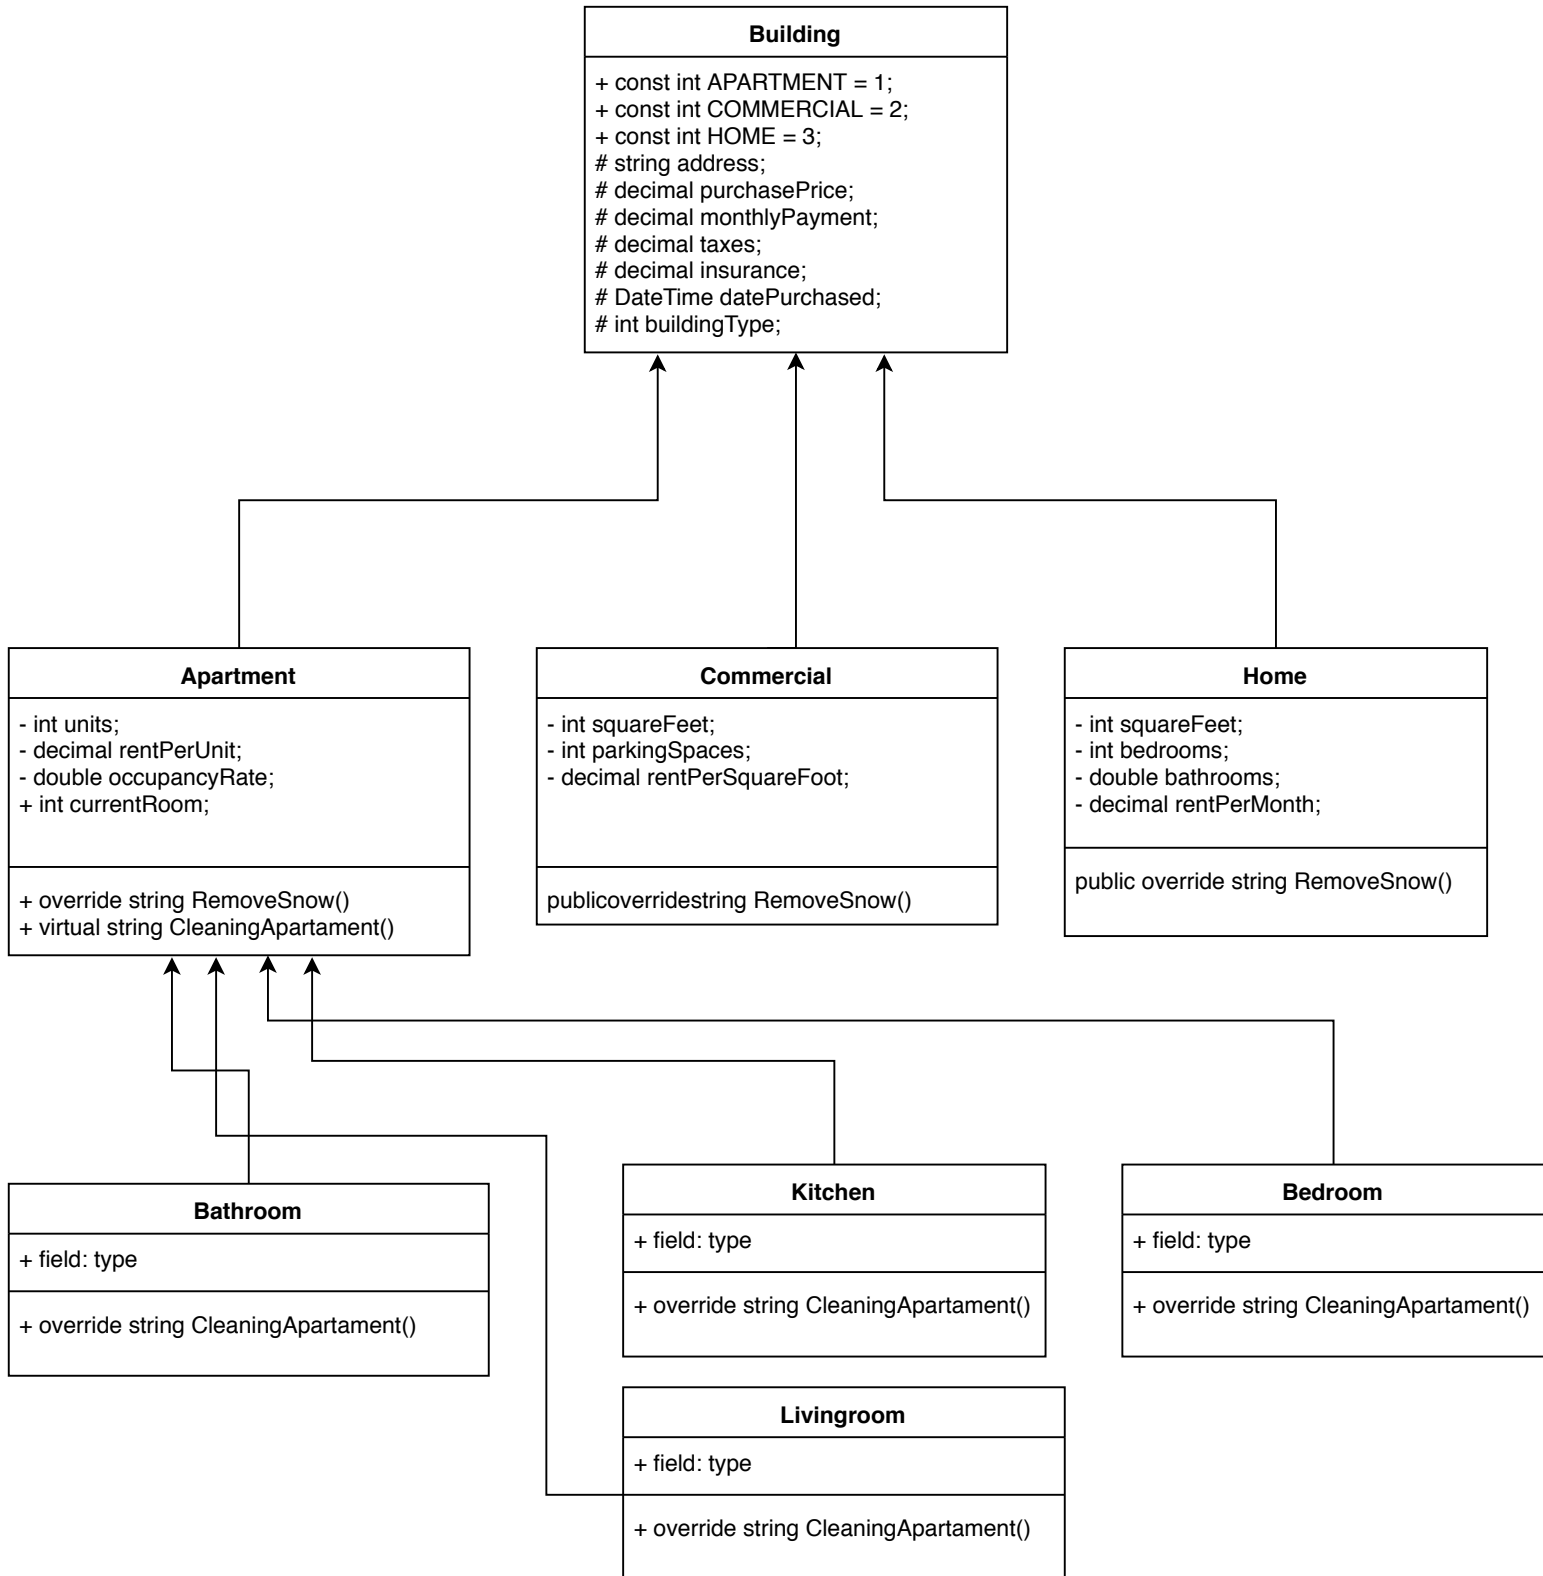 Building
+ const int APARTMENT = 1;
+ const int COMMERCIAL = 2;
+ const int HOME = 3;
# string address;
# decimal purchasePrice;
# decimal monthlyPayment;
# decimal taxes;
# decimal insurance;
# DateTime datePurchased;
# int buildingType;
Apartment
- int units;
- decimal rentPerUnit;
- double occupancyRate;
+ int currentRoom;
+ override string RemoveSnow()
+ virtual string CleaningApartament()
Commercial
- int squareFeet;
- int parkingSpaces;
- decimal rentPerSquareFoot;
publicoverridestring RemoveSnow()
Home
- int squareFeet;
- int bedrooms;
- double bathrooms;
- decimal rentPerMonth;
public override string RemoveSnow()
Bathroom
+ field: type
+ override string CleaningApartament()
Kitchen
+ field: type
+ override string CleaningApartament()
Bedroom
+ field: type
+ override string CleaningApartament()
Livingroom
+ field: type
+ override string CleaningApartament()